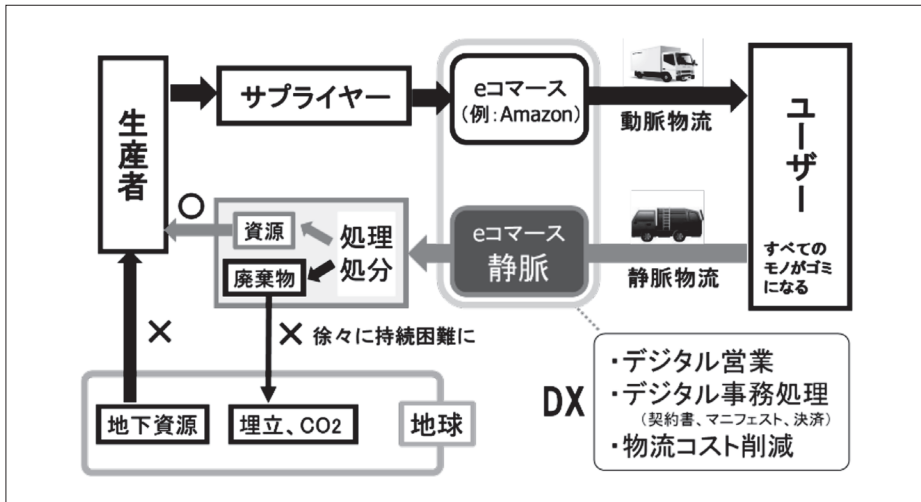 生産者
サプライヤー
eコマース
(例:Amazon)
動脈物流
ユーザー
すべての
モノがゴミ
になる
○
資源
処理
処分
廃棄物
eコマース
静脈
静脈物流
×
× 徐々に持続困難に
地下資源
埋立、CO2
地球
DX
・デジタル営業
・デジタル事務処理
(契約書、マニフェスト、決済)
・物流コスト削減